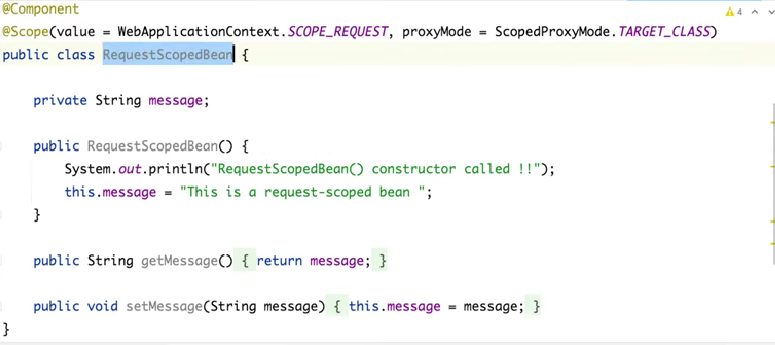 @Component
4
@Scope(value = WebApplicationContext.SCOPE_REQUEST, proxyMode = ScopedProxyMode.TARGET_CLASS)
public class RequestScopedBean {
private String message;
public RequestScopedBean() {
System.out.println("RequestScopedBean() constructor called !!");
this.message = "This is a request-scoped bean ";
}
public String getMessage() { return message; }
public void setMessage(String message) { this.message = message; }
}